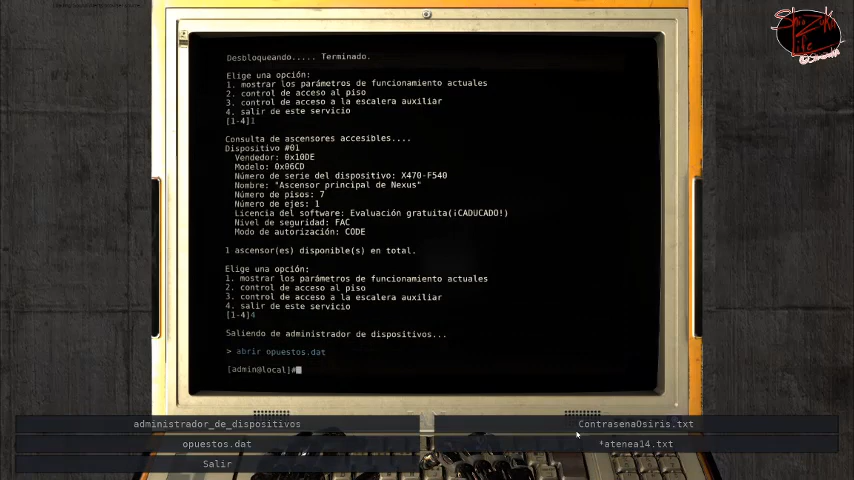 Desbloqueando..... Terminado.
Elige una opción:
1. mostrar los parámetros de funcionamiento actuales
2. control de acceso al piso
3. control de acceso a la escalera auxiliar
4. salir de este servicio
[1-4]1
Consulta de ascensores accesibles....
Dispositivo #01
Vendedor: 0x10DE
Modelo: 0x06CD
Número de serie del dispositivo: X470-F540
Nombre: "Ascensor principal de Nexus"
Número de pisos: 7
Número de ejes: 1
Licencia del software: Evaluación gratuita(¡CADUCADO!)
Nivel de seguridad: FAC
Modo de autorización: CODE
1 ascensor(es) disponible(s) en total.
Elige una opción:
1. mostrar los parámetros de funcionamiento actuales
2. control de acceso al piso
3. control de acceso a la escalera auxiliar
4. salir de este servicio
[1-4]4
Saliendo de administrador de dispositivos...
> abrir opuestos.dat
[admin@local]#
administrador_de_dispositivos
ContrasenaOsiris.txt
opuestos.dat
*atenea14.txt
Salir